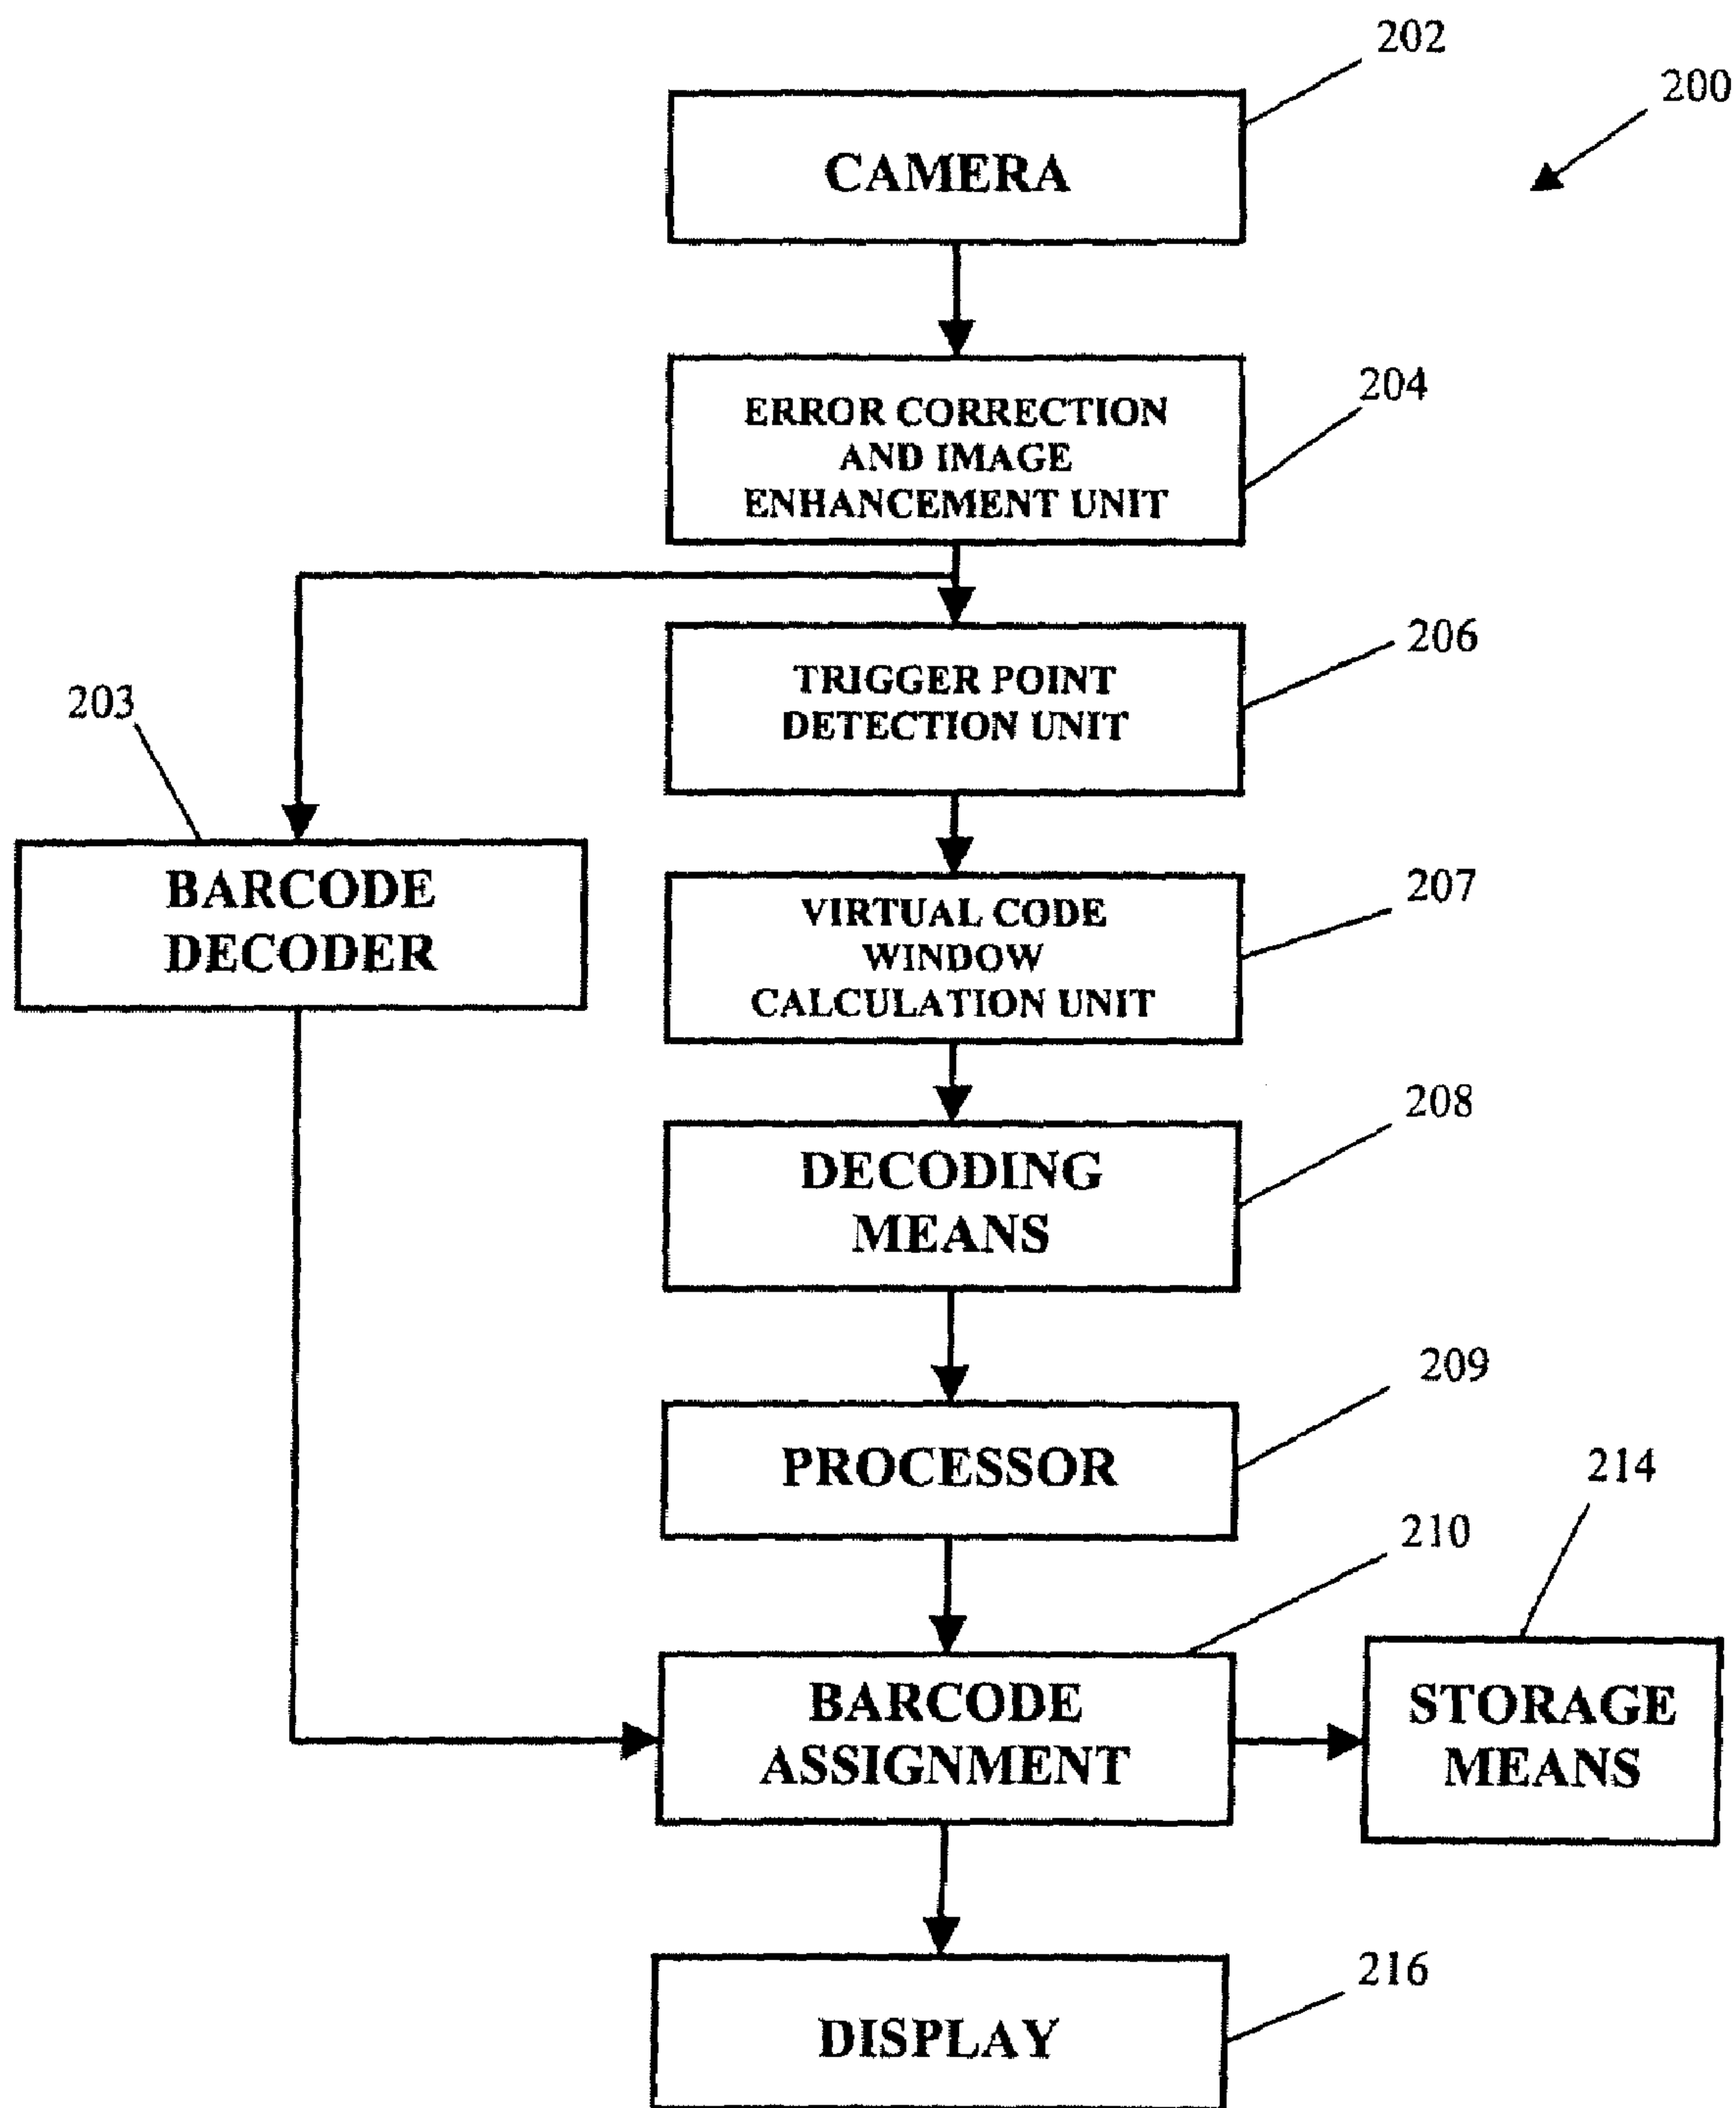 202
200
CAMERA
204
ERROR CORRECTION
AND IMAGE
ENHANCEMENT UNIT
206
TRIGGER POINT
DETECTION UNIT
203
BARCODE
DECODER
207
VIRTUAL CODE
WINDOW
CALCULATION UNIT
208
DECODING
MEANS
209
PROCESSOR
210
214
BARCODE
ASSIGNMENT
STORAGE
MEANS
216
DISPLAY